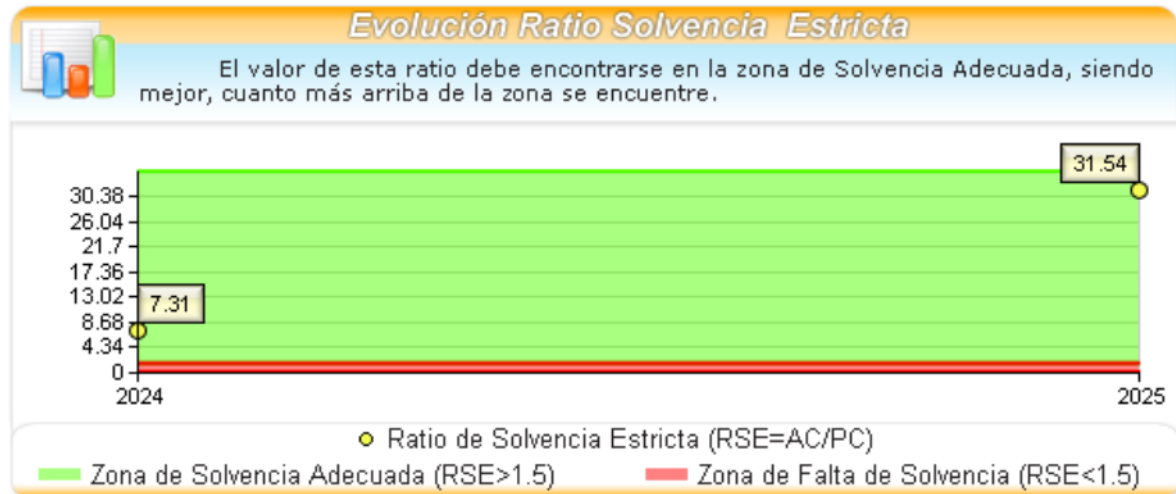 Evolución Ratio Solvencia Estricta
El valor de esta ratio debe encontrarse en la zona de Solvencia Adecuada, siendo
mejor, cuanto más arriba de la zona se encuentre.
31.54
30.38
26.04
21.7
17.36
13.02
7.31
8.68
4.34
0
2024
2025
Ratio de Solvencia Estricta (RSE=AC/PC)
Zona de Solvencia Adecuada (RSE>1.5)
Zona de Falta de Solvencia (RSE<1.5)